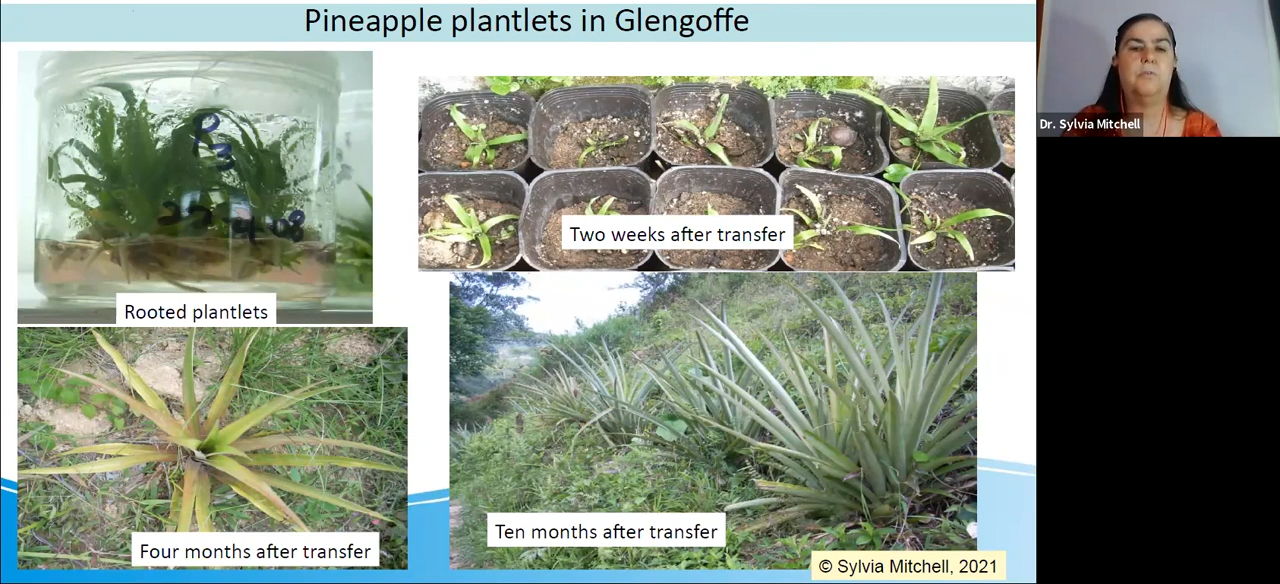 Pineapple plantlets in Glengoffe
Dr. Sylvia Mitchell
P
Rooted plantlets
Two weeks after transfer
Four months after transfer
Ten months after transfer
© Sylvia Mitchell, 2021